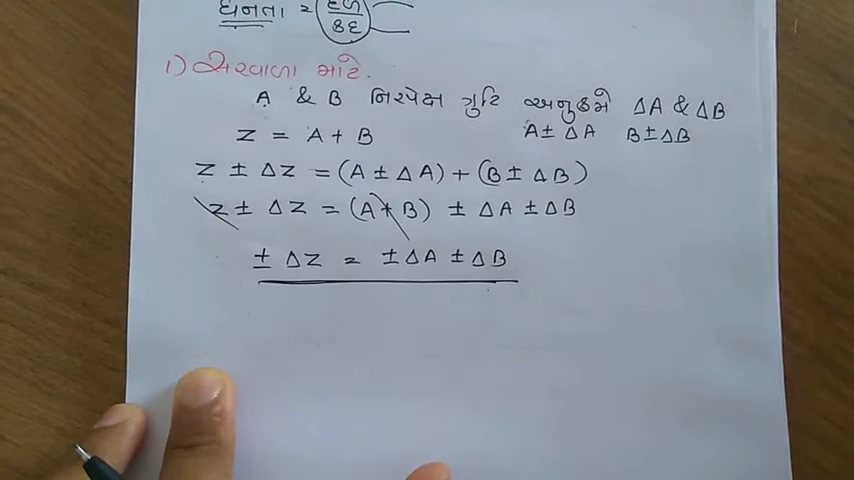 ઘનતા = દળ / કદ
1) સરવાળા માટે.
A & B નિરપેક્ષ ત્રુટિ અનુક્રમે ΔA & ΔB
Z = A + B A ± ΔA B ± ΔB
Z ± ΔZ = (A ± ΔA) + (B ± ΔB)
Z ± ΔZ = (A + B) ± ΔA ± ΔB
± ΔZ = ± ΔA ± ΔB